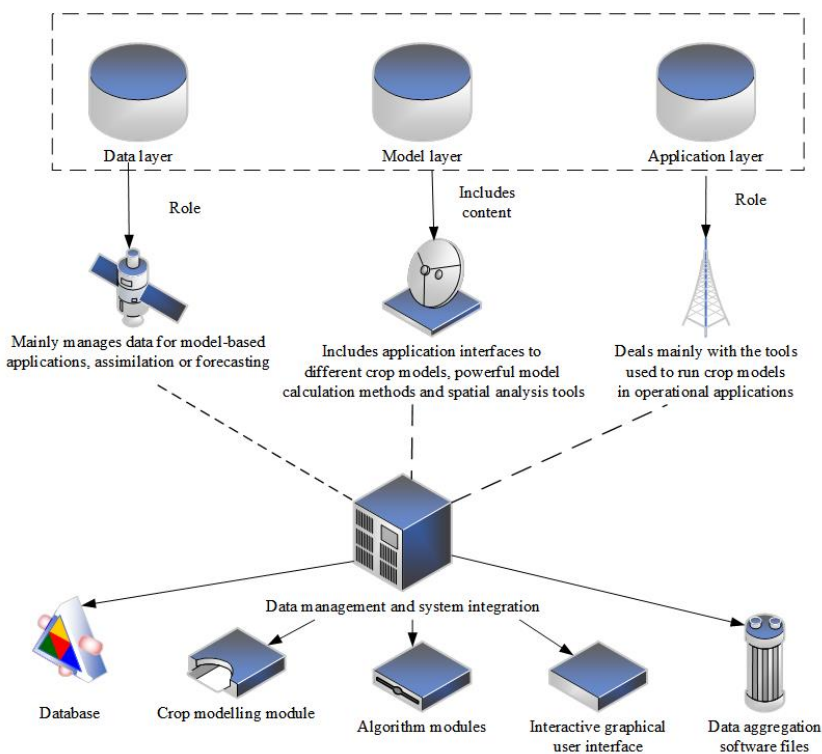 Data layer
Model layer
Application layer
Role
Includes
content
Role
Mainly manages data for model-based
applications, assimilation or forecasting
Includes application interfaces to
different crop models, powerful model
calculation methods and spatial analysis tools
Deals mainly with the tools
used to run crop models
in operational applications
Data management and system integration
Database
Crop modelling module
Algorithm modules
Interactive graphical
user interface
Data aggregation
software files